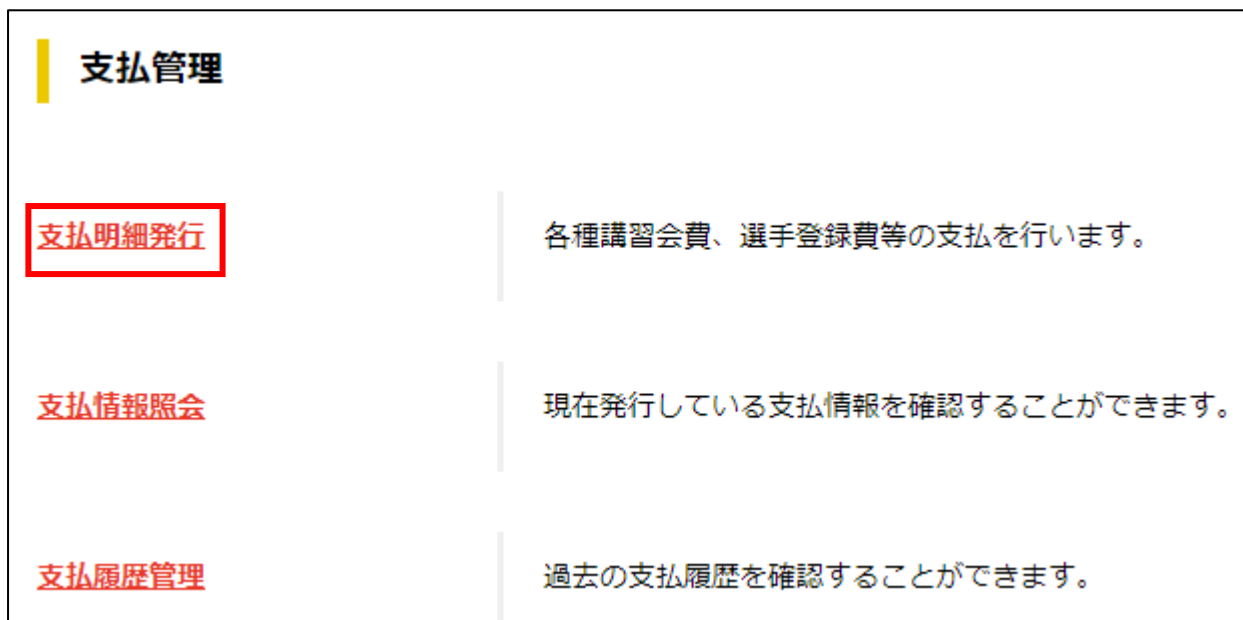 支払管理
支払明細発行
各種講習会費、選手登録費等の支払を行います。
支払情報照会
現在発行している支払情報を確認することができます。
支払履歴管理
過去の支払履歴を確認することができます。